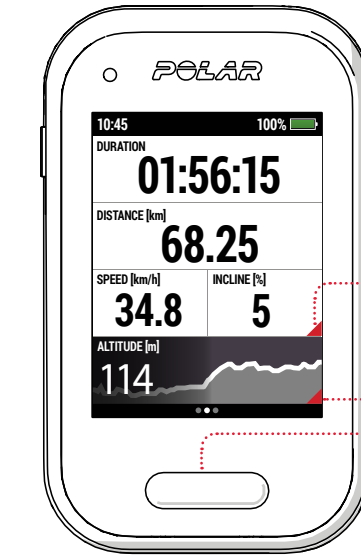 POLAR
10:45 100%
DURATION
01:56:15
DISTANCE [km]
68.25
SPEED [km/h] INCLINE [%]
34.8 5
ALTITUDE [m]
114